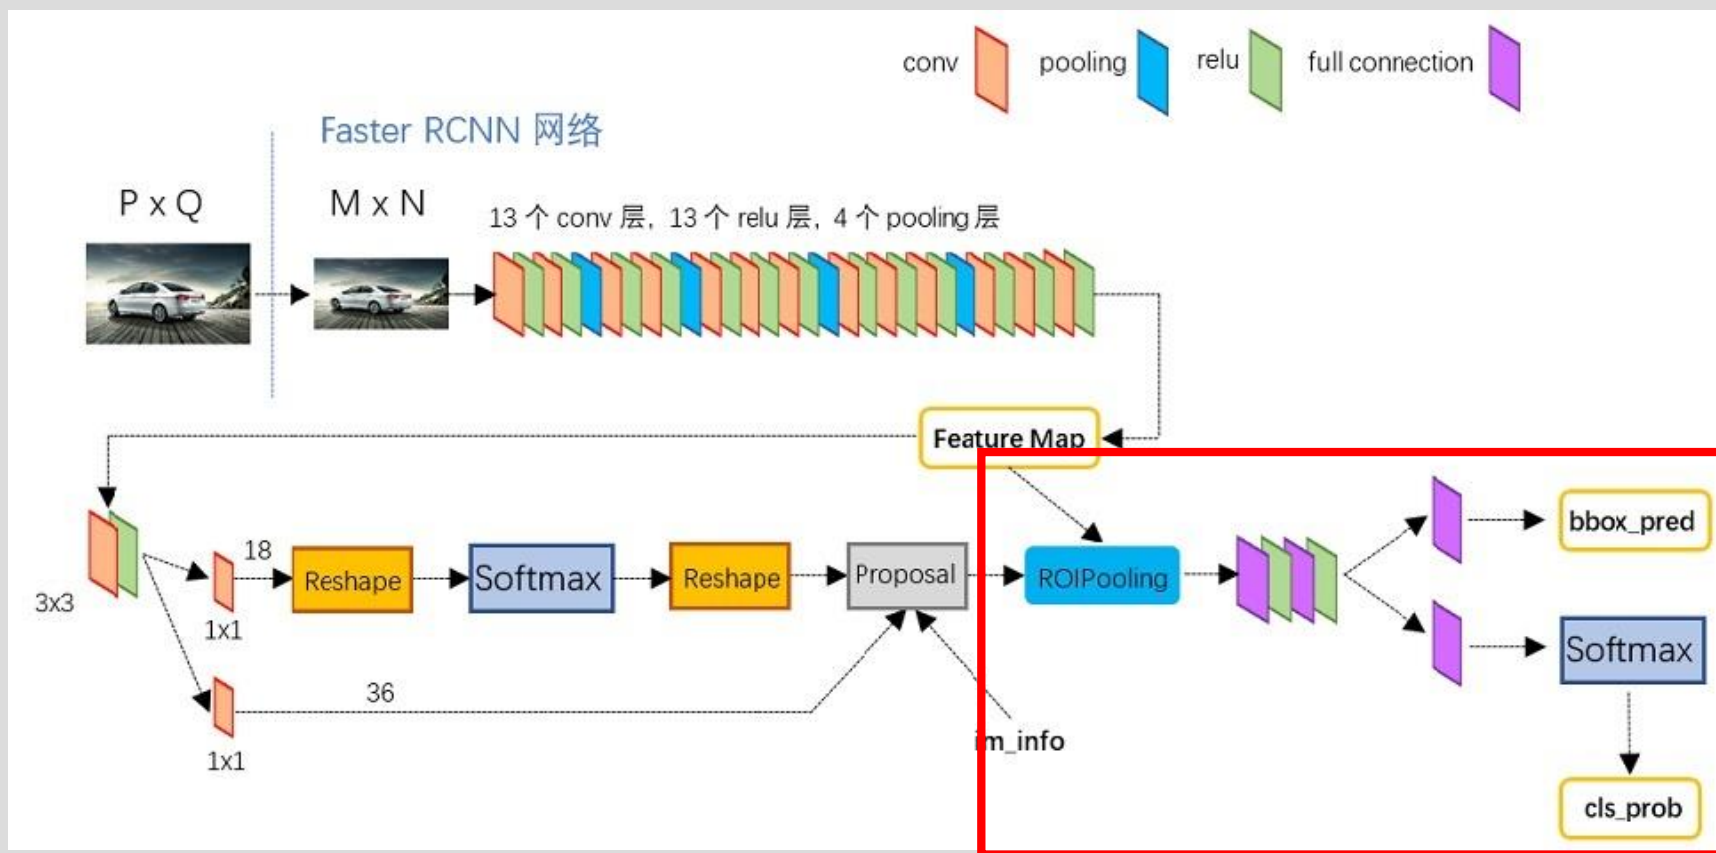 conv pooling relu full connection
Faster RCNN 网络
P x Q
M x N
13 个 conv 层, 13 个 relu 层, 4 个 pooling 层
Feature Map
3x3
18
1x1
Reshape
Softmax
Reshape
Proposal
ROIPooling
bbox_pred
Softmax
36
1x1
im_info
cls_prob